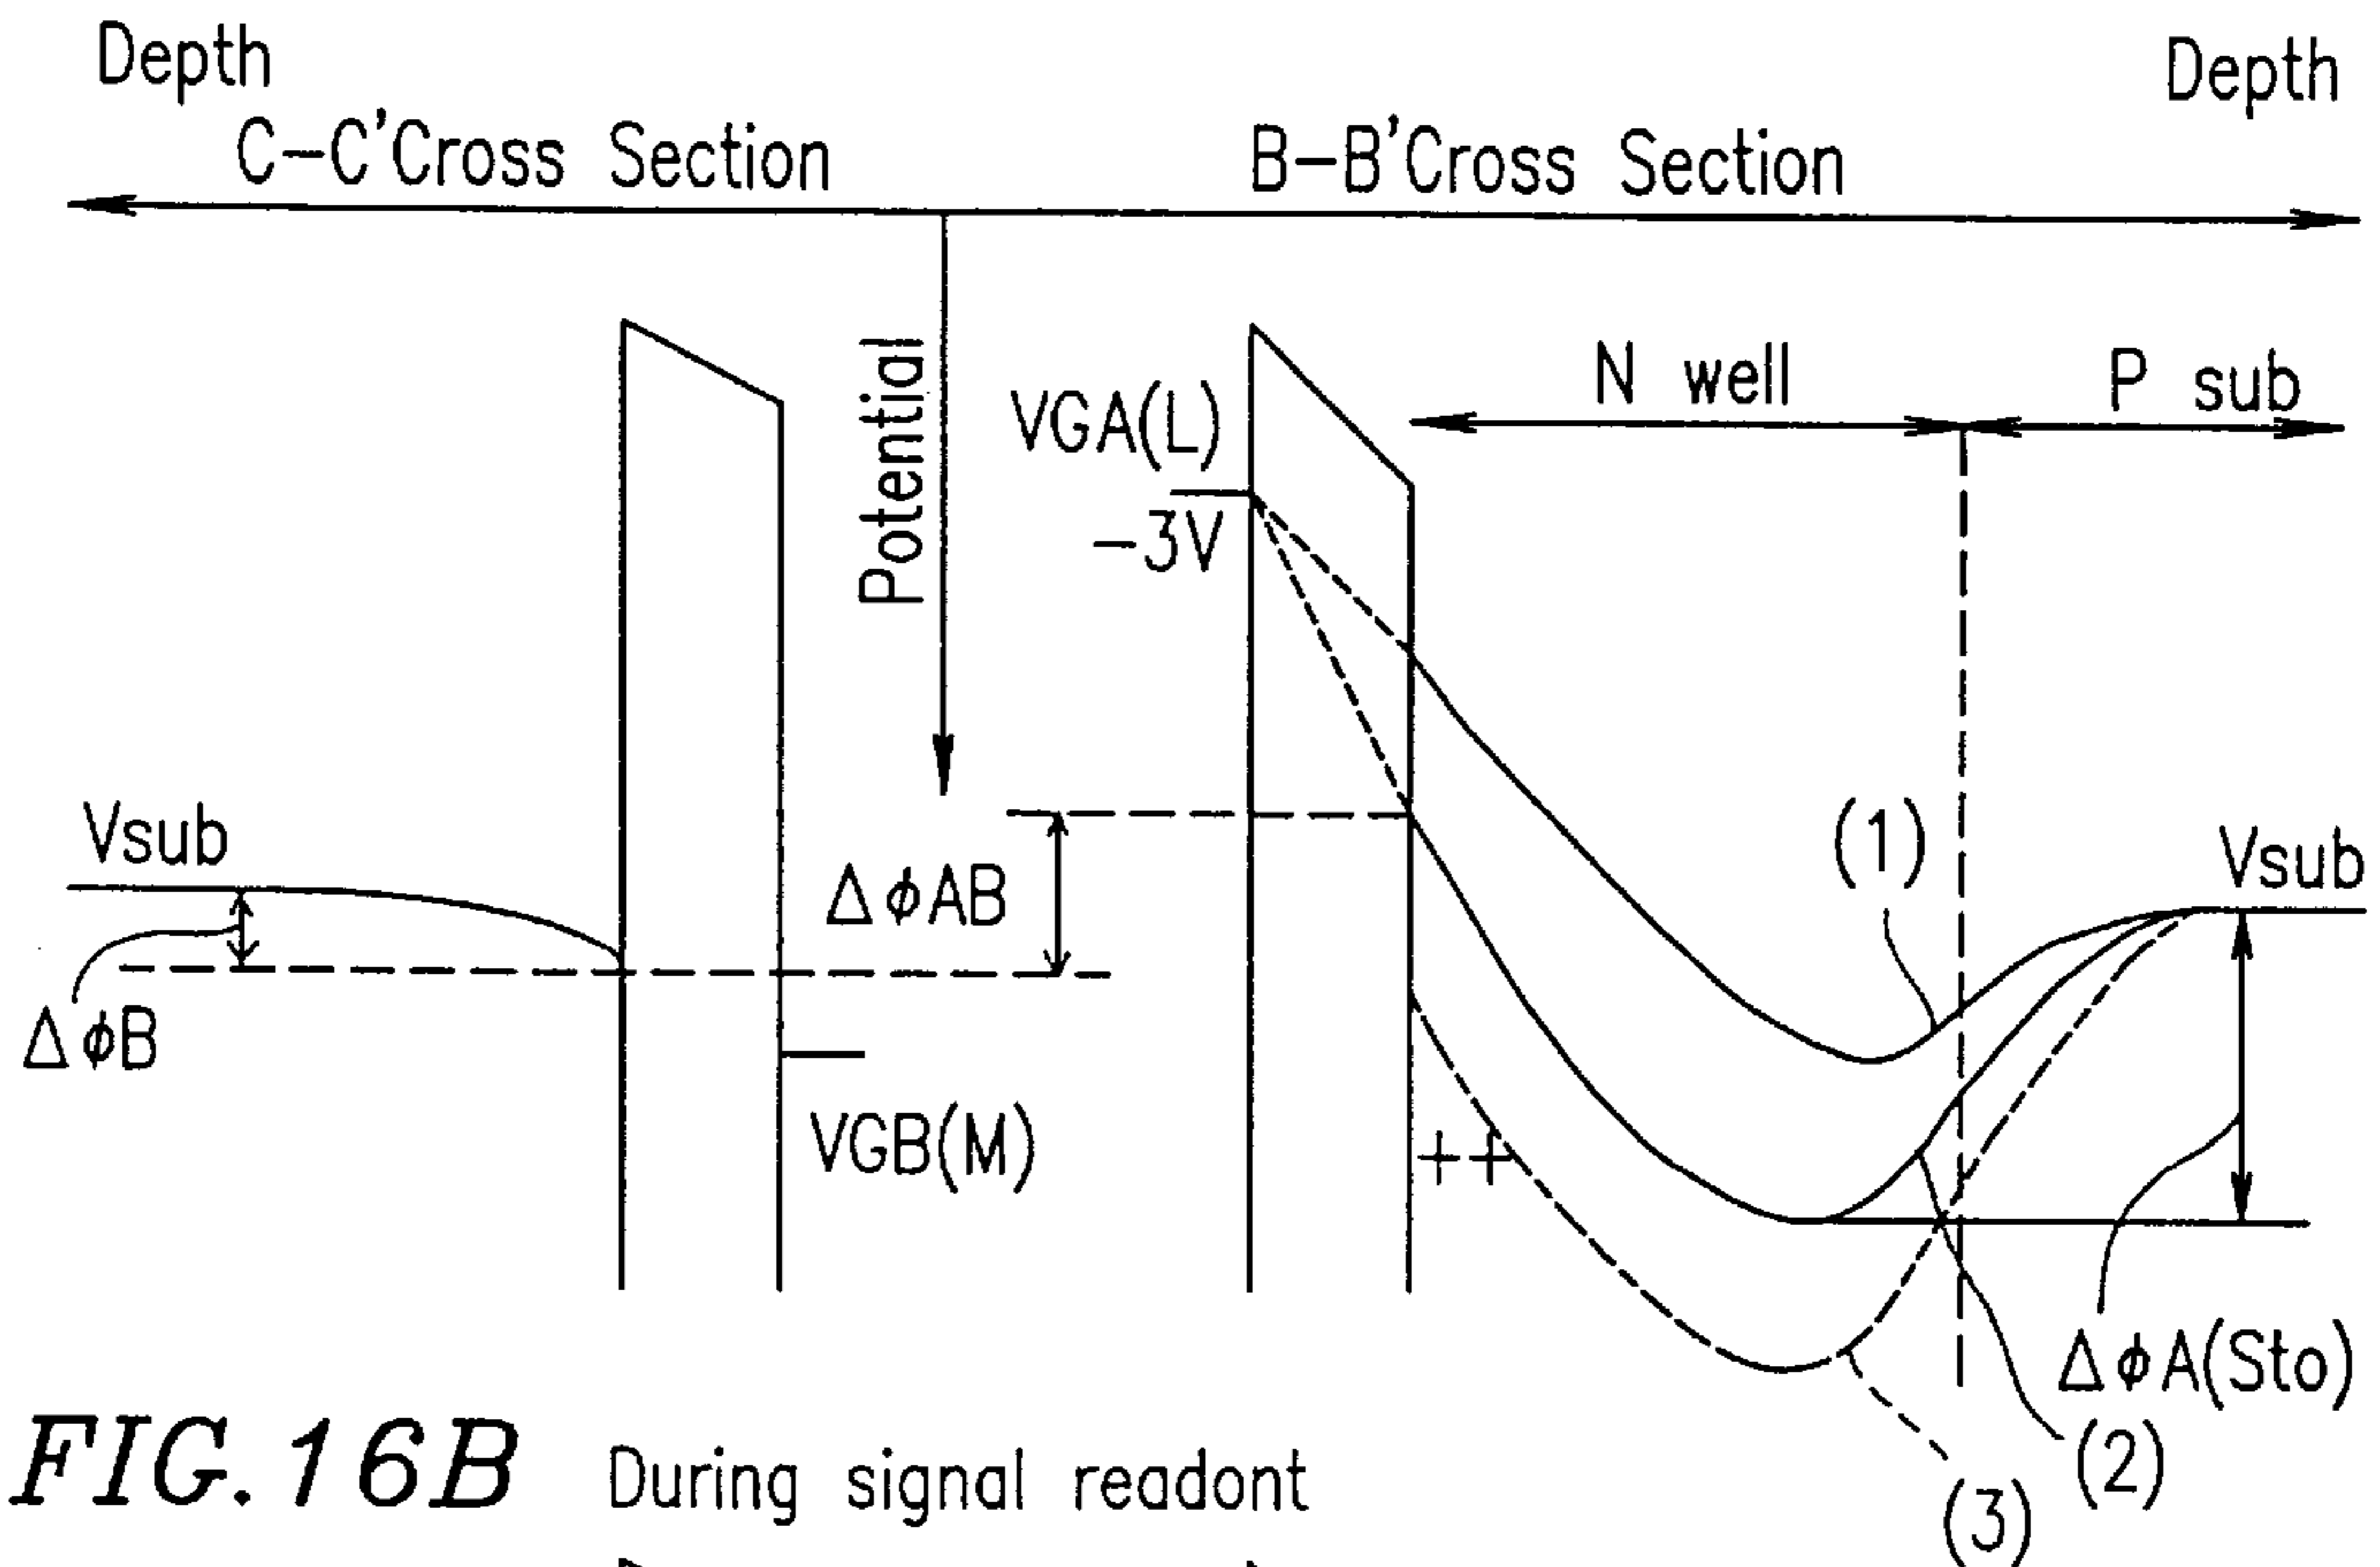 Depth
Depth
C-C'Cross Section
B-B'Cross Section
Potential
VGA(L)
-3V
N well
P sub
Vsub
ΔϕAB
(1)
Vsub
ΔϕB
VGB(M)
++
ΔϕA(Sto)
(2)
(3)
FIG. 16B
During signal readont